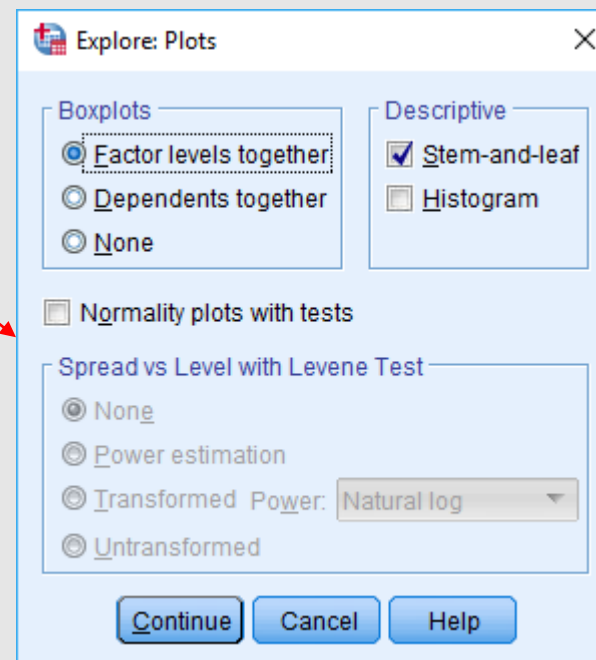 Explore: Plots
Boxplots
Factor levels together
Dependents together
None
Descriptive
Stem-and-leaf
Histogram
Normality plots with tests
Spread vs Level with Levene Test
None
Power estimation
Transformed Power: Natural log
Untransformed
Continue Cancel Help